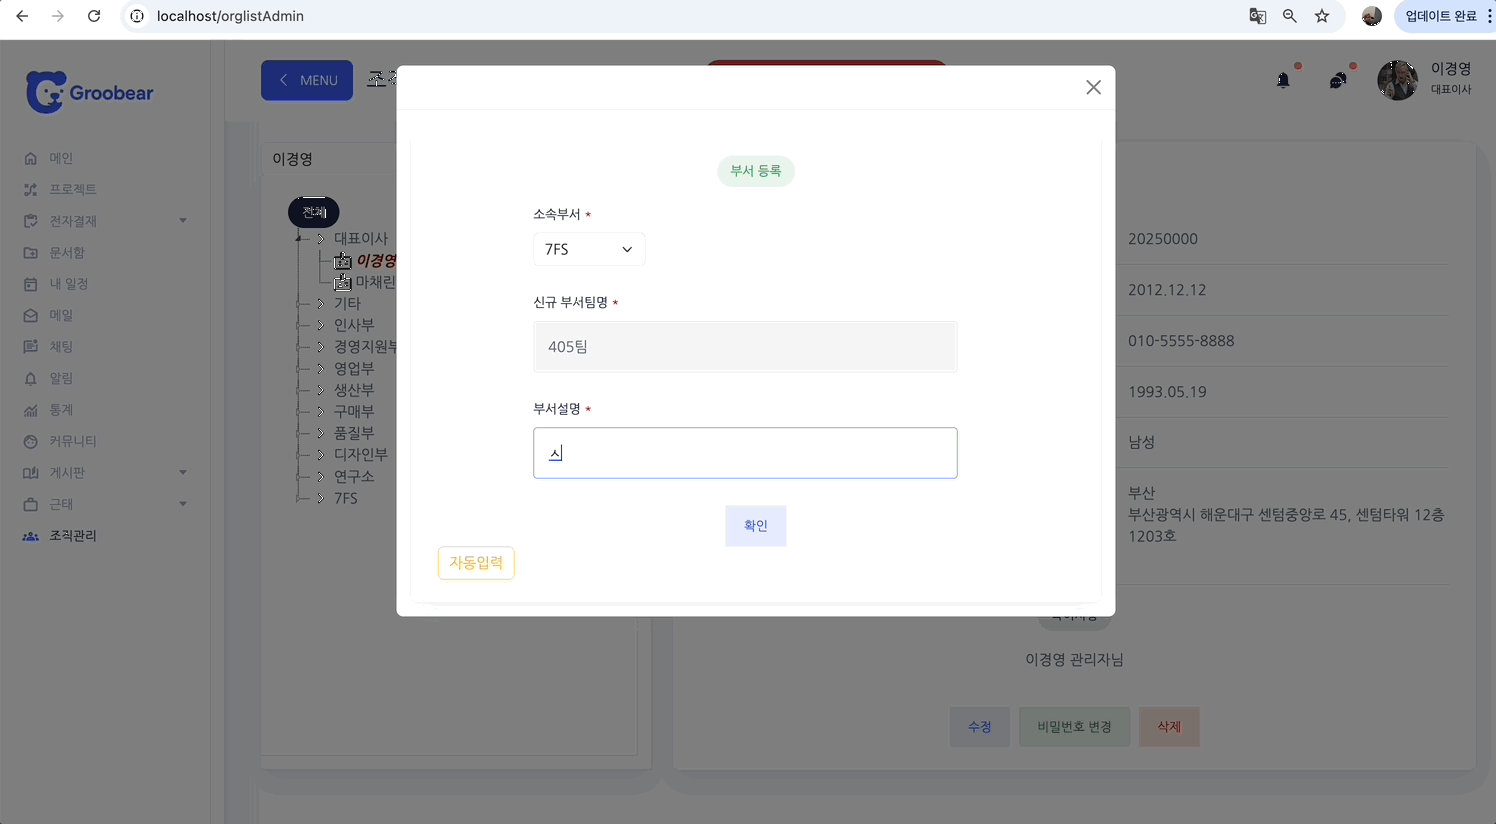 localhost/orglistAdmin
업데이트 완료
Groobear
MENU
이경영
대표이사
메인
프로젝트
전자결재
문서함
내 일정
메일
채팅
알림
통계
커뮤니티
게시판
근태
조직관리
이경영
전체
대표이사
이경영
마채린
기타
인사부
경영지원부
영업부
생산부
구매부
품질부
디자인부
연구소
7FS
부서 등록
소속부서 *
7FS
신규 부서팀명 *
405팀
부서설명 *
시
확인
자동입력
20250000
2012.12.12
010-5555-8888
1993.05.19
남성
부산
부산광역시 해운대구 센텀중앙로 45, 센텀타워 12층
1203호
이경영 관리자님
수정
비밀번호 변경
삭제